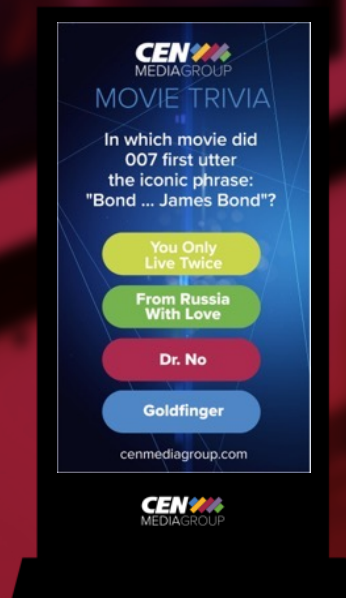 CEN
MEDIAGROUP
MOVIE TRIVIA
In which movie did
007 first utter
the iconic phrase:
"Bond ... James Bond"?
You Only
Live Twice
From Russia
With Love
Dr. No
Goldfinger
cenmediagroup.com
CEN
MEDIAGROUP